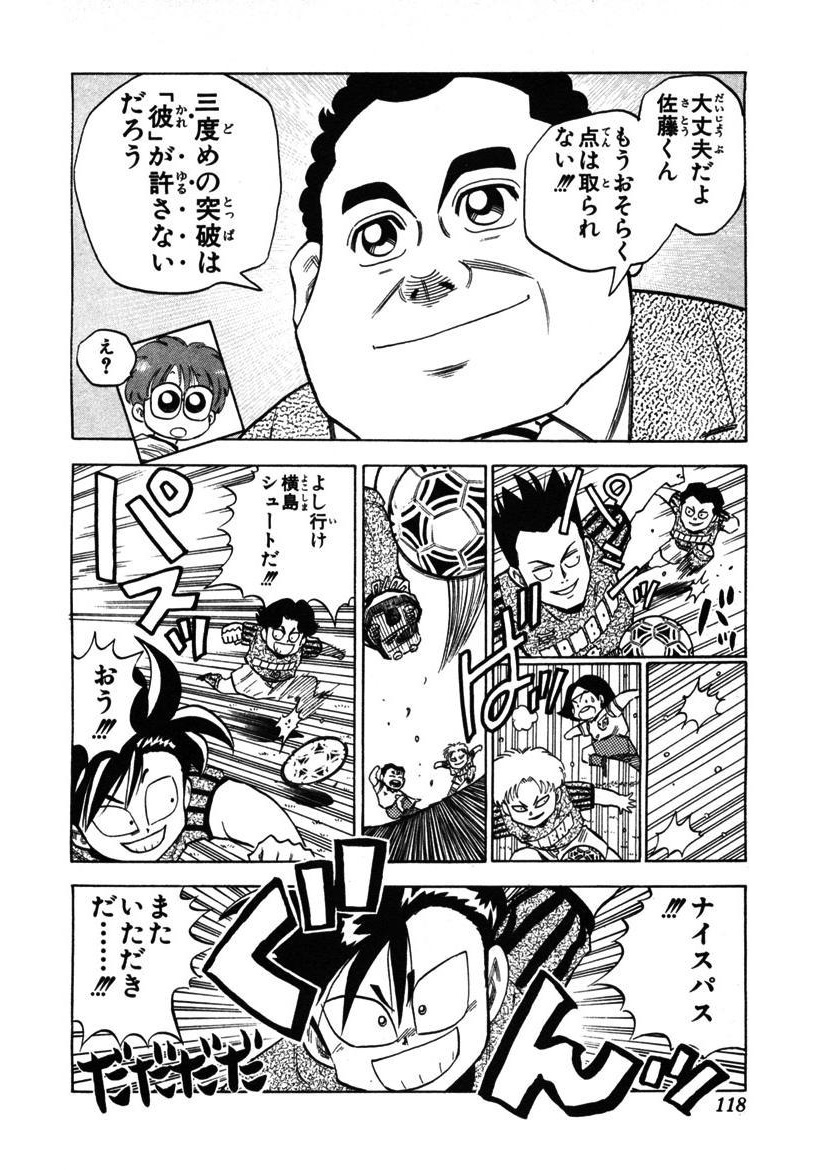 大丈夫だよ
佐藤くん
もうおそらく
点は取られ
ない!!!
三度めの突破は
「彼」が許さない
だろう
え?
パシ
バッ
ばッ
よし行け
横島
シュートだ!!!
パスッ
おう!!!
ナイスパス
!!!
ぐんッ
また
いただき
だ……!!!
だだだだ
118